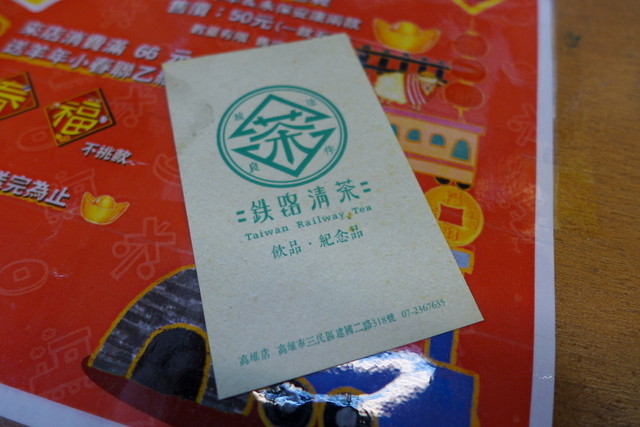 售價：50元
來店消費滿 66 元
送羊年小春聯乙
春
福
不挑款
送完為止
茶
良伴
鉄路清茶
Taiwan Railway Tea
飲品·紀念品
高雄店 高雄市三民區建國二路318號 07-2367635